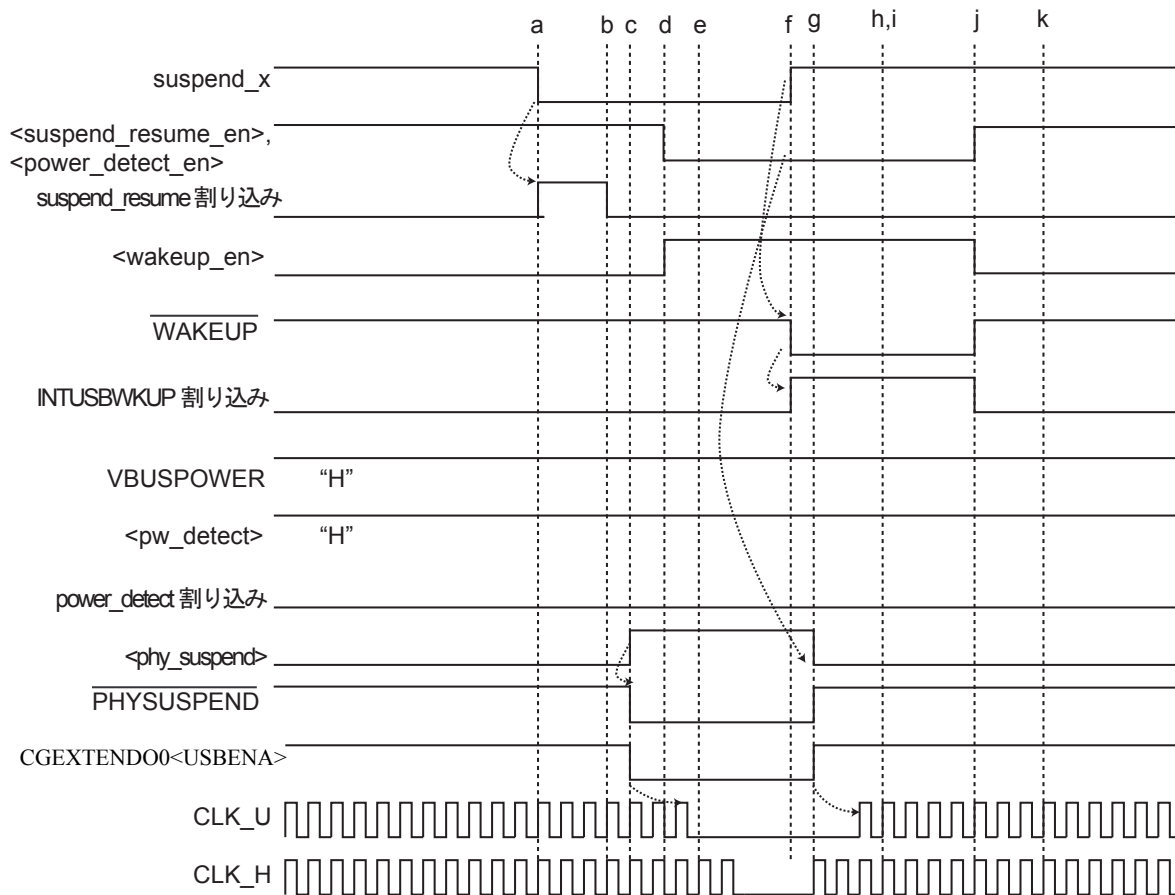 a b c d e f g h,i j k
suspend_x
<suspend_resume_en>,
<power_detect_en>
suspend_resume 割り込み
<wakeup_en>
WAKEUP
INTUSBWKUP 割り込み
VBUSPOWER “H”
<pw_detect> “H”
power_detect 割り込み
<phy_suspend>
PHYSUSPEND
CGEXTENDO0<USBENA>
CLK_U
CLK_H